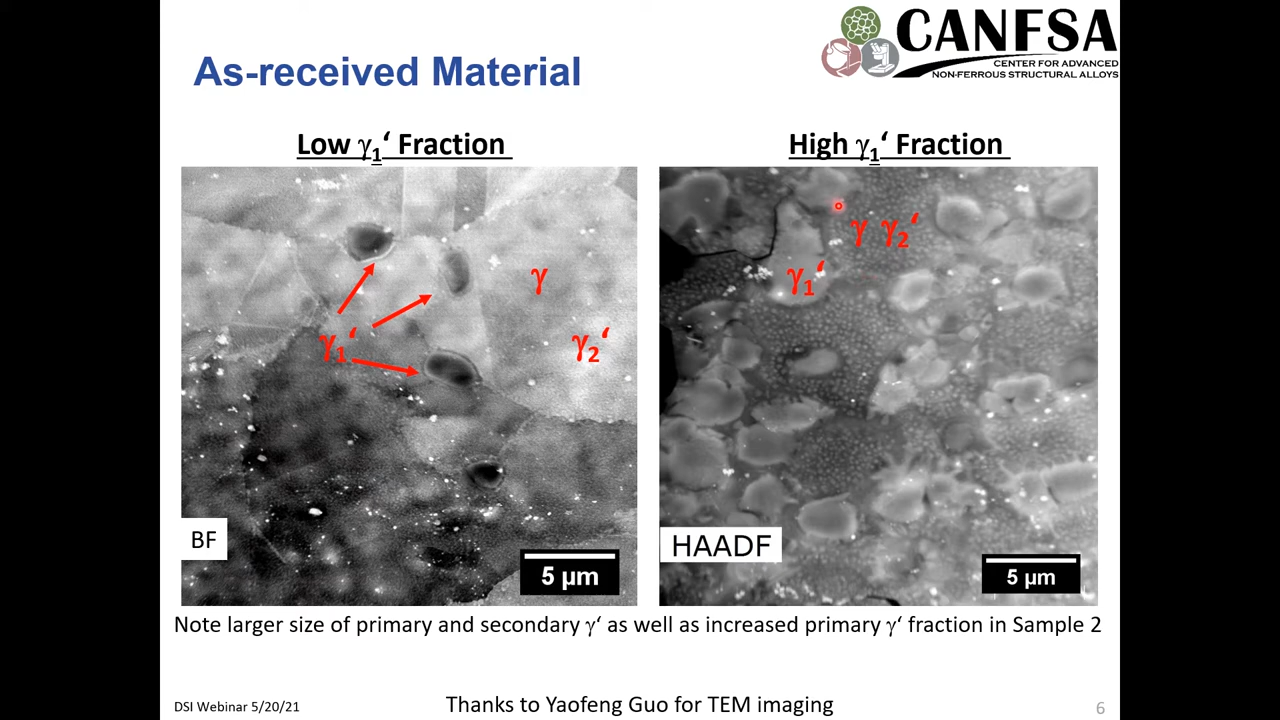 CANFSA
CENTER FOR ADVANCED
NON-FERROUS STRUCTURAL ALLOYS
As-received Material
Low γ1‘ Fraction
High γ1‘ Fraction
γ
γ2‘
γ1‘
BF
5 µm
γ γ2‘
γ1‘
HAADF
5 µm
Note larger size of primary and secondary γ‘ as well as increased primary γ‘ fraction in Sample 2
DSI Webinar 5/20/21
Thanks to Yaofeng Guo for TEM imaging
6